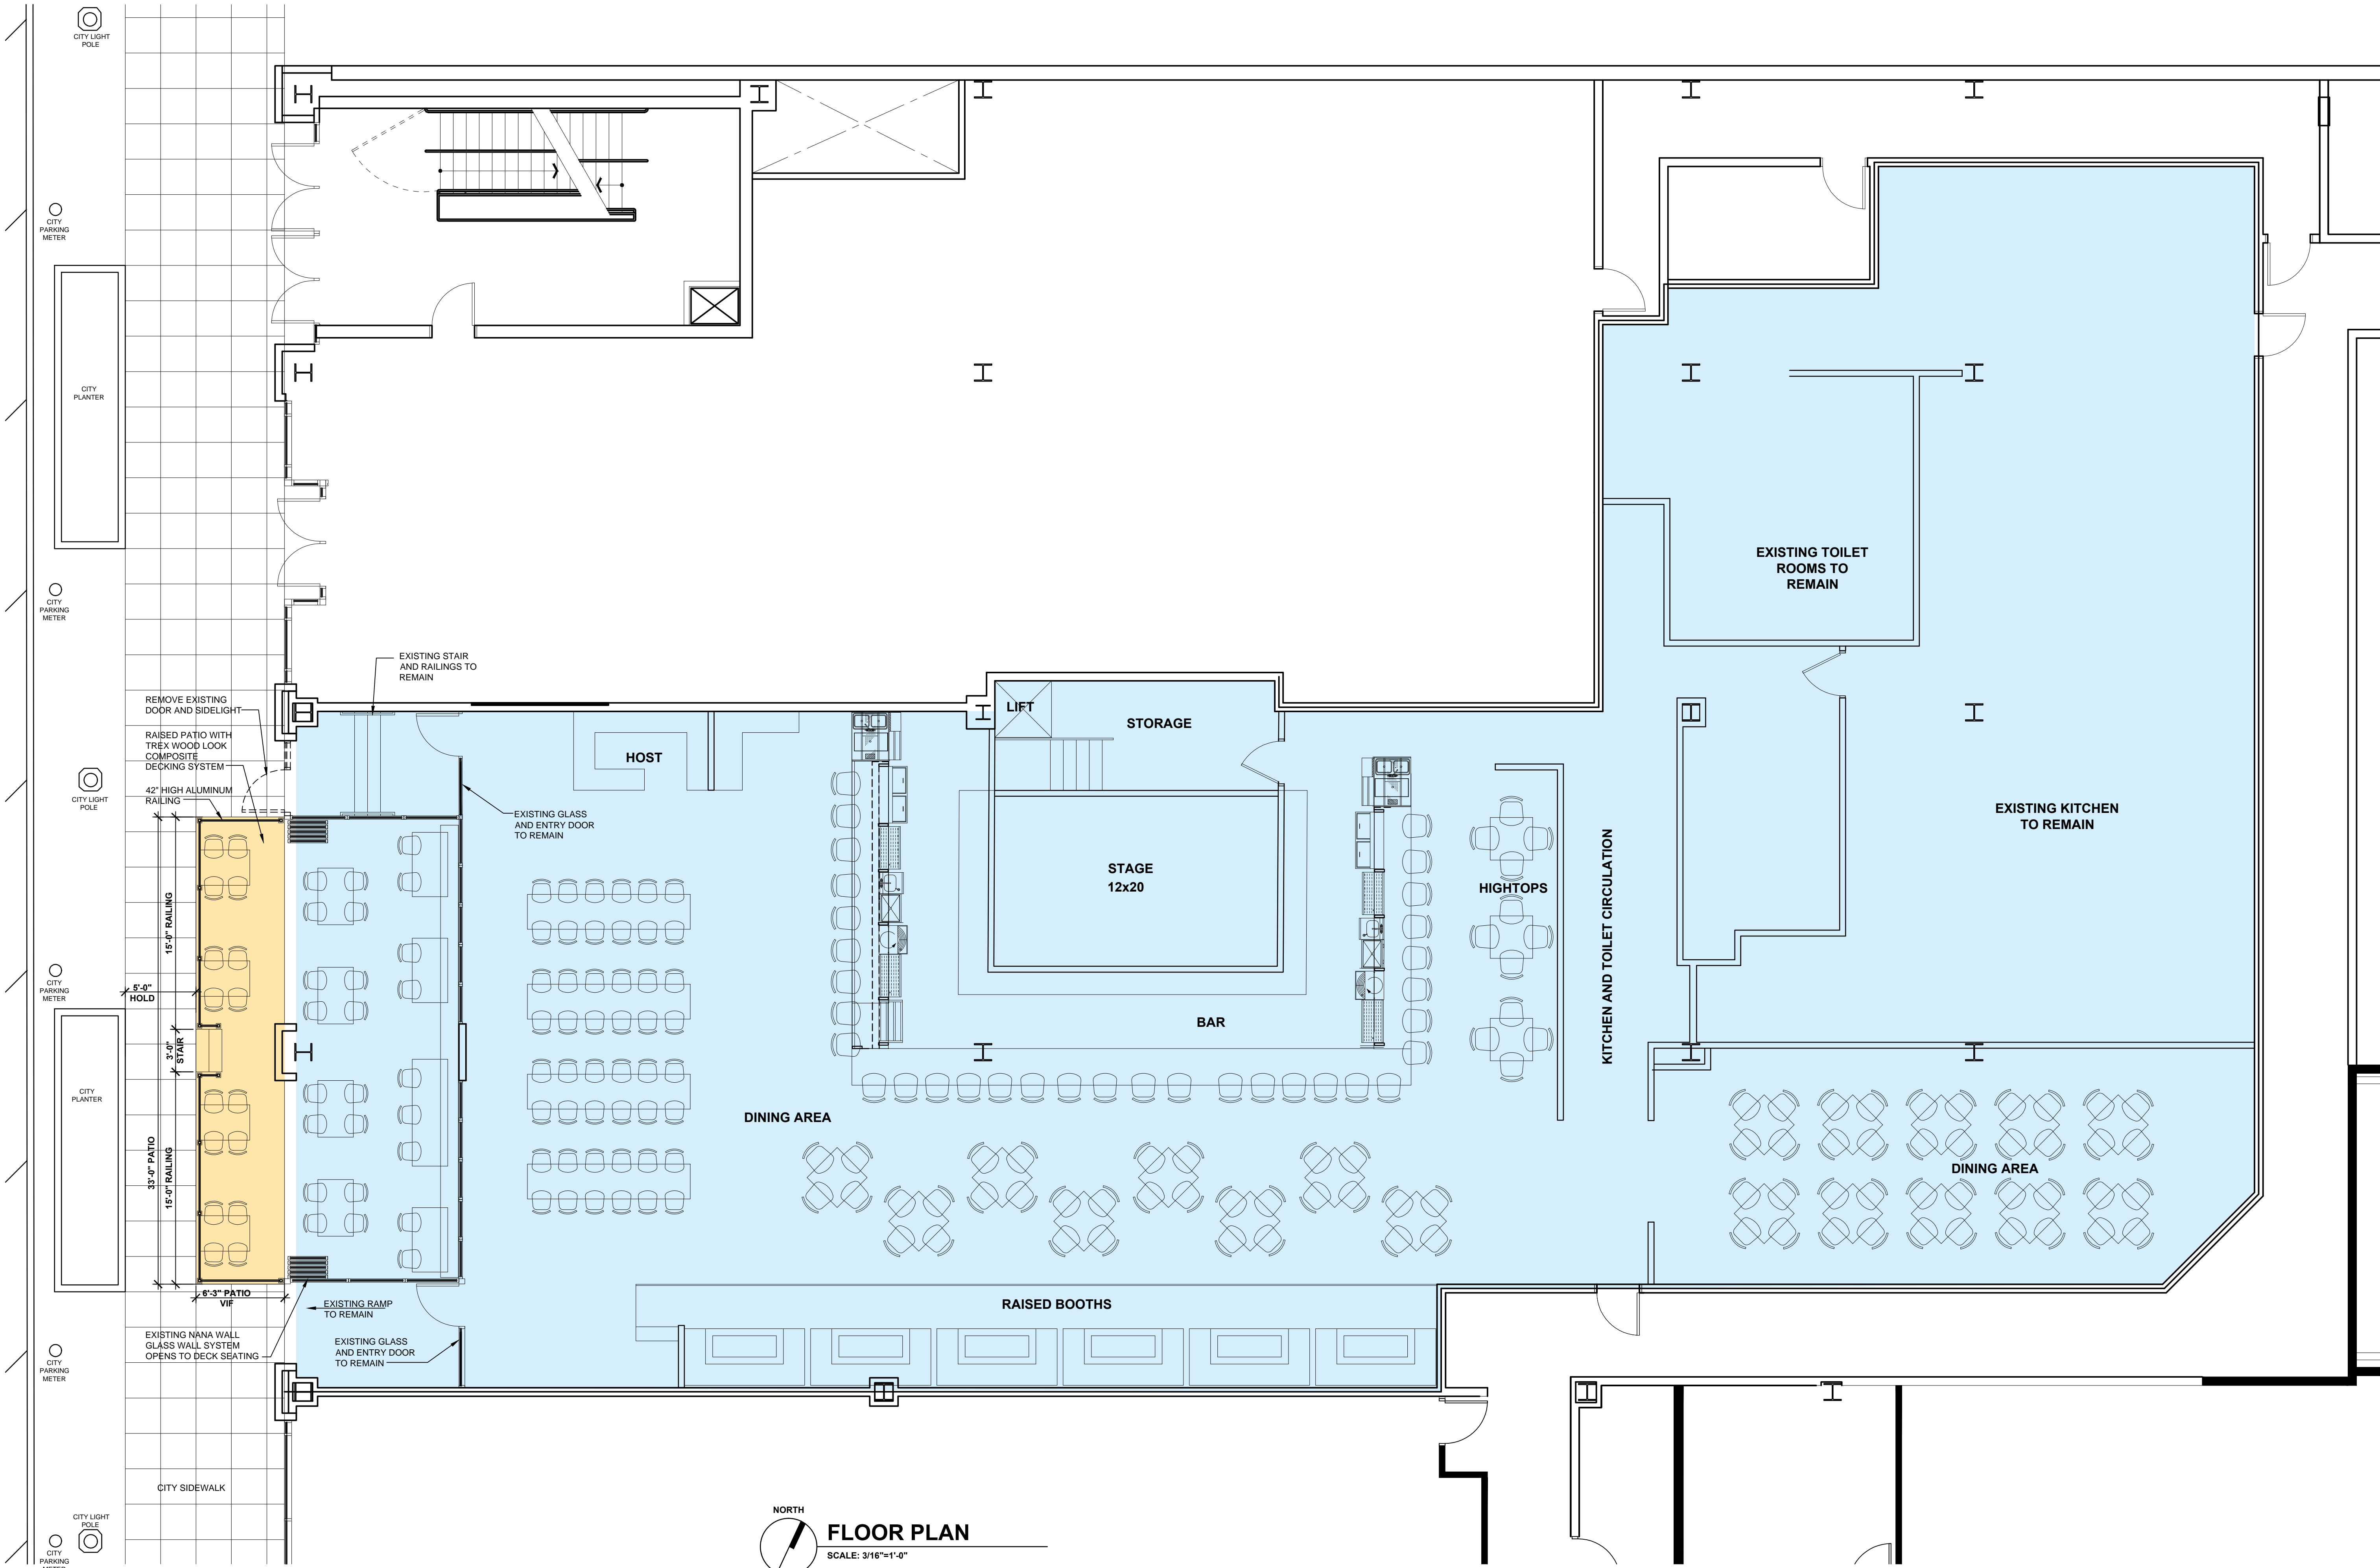 CITY LIGHT
POLE
CITY
PARKING
METER
CITY
PLANTER
CITY
PARKING
METER
EXISTING STAIR
AND RAILINGS TO
REMAIN
REMOVE EXISTING
DOOR AND SIDELIGHT
RAISED PATIO WITH
TREX WOOD LOOK
COMPOSITE
DECKING SYSTEM
42" HIGH ALUMINUM
RAILING
CITY LIGHT
POLE
EXISTING GLASS
AND ENTRY DOOR
TO REMAIN
HOST
LIFT
STORAGE
STAGE
12x20
BAR
HIGHTOPS
KITCHEN AND TOILET CIRCULATION
EXISTING TOILET
ROOMS TO
REMAIN
EXISTING KITCHEN
TO REMAIN
15'-0" RAILING
CITY
PARKING
METER
5'-0"
HOLD
3'-0"
STAIR
CITY
PLANTER
33'-0" PATIO
15'-0" RAILING
DINING AREA
DINING AREA
6'-3" PATIO
VIF
EXISTING RAMP
TO REMAIN
RAISED BOOTHS
EXISTING NANA WALL
GLASS WALL SYSTEM
OPENS TO DECK SEATING
EXISTING GLASS
AND ENTRY DOOR
TO REMAIN
CITY
PARKING
METER
CITY SIDEWALK
CITY LIGHT
POLE
CITY
PARKING
METER
NORTH
FLOOR PLAN
SCALE: 3/16"=1'-0"